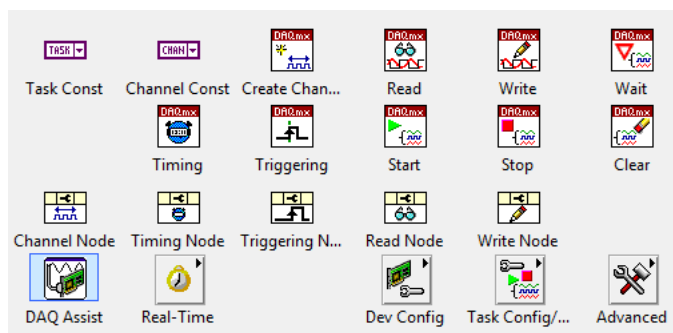 TASK
CHAN
DAQmx
DAQmx
DAQmx
DAQmx
Task Const
Channel Const
Create Chan...
Read
Write
Wait
DAQmx
DAQmx
DAQmx
DAQmx
DAQmx
Timing
Triggering
Start
Stop
Clear
Channel Node
Timing Node
Triggering N...
Read Node
Write Node
DAQ Assist
Real-Time
Dev Config
Task Config/...
Advanced